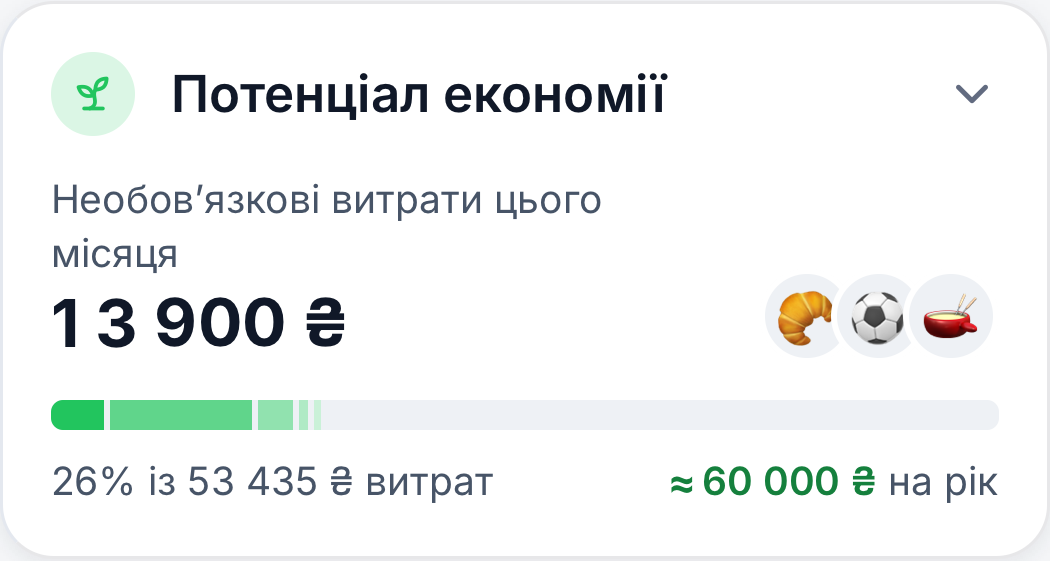 Потенціал економії
Необов’язкові витрати цього
місяця
13 900 ₴
26% із 53 435 ₴ витрат
≈ 60 000 ₴ на рік